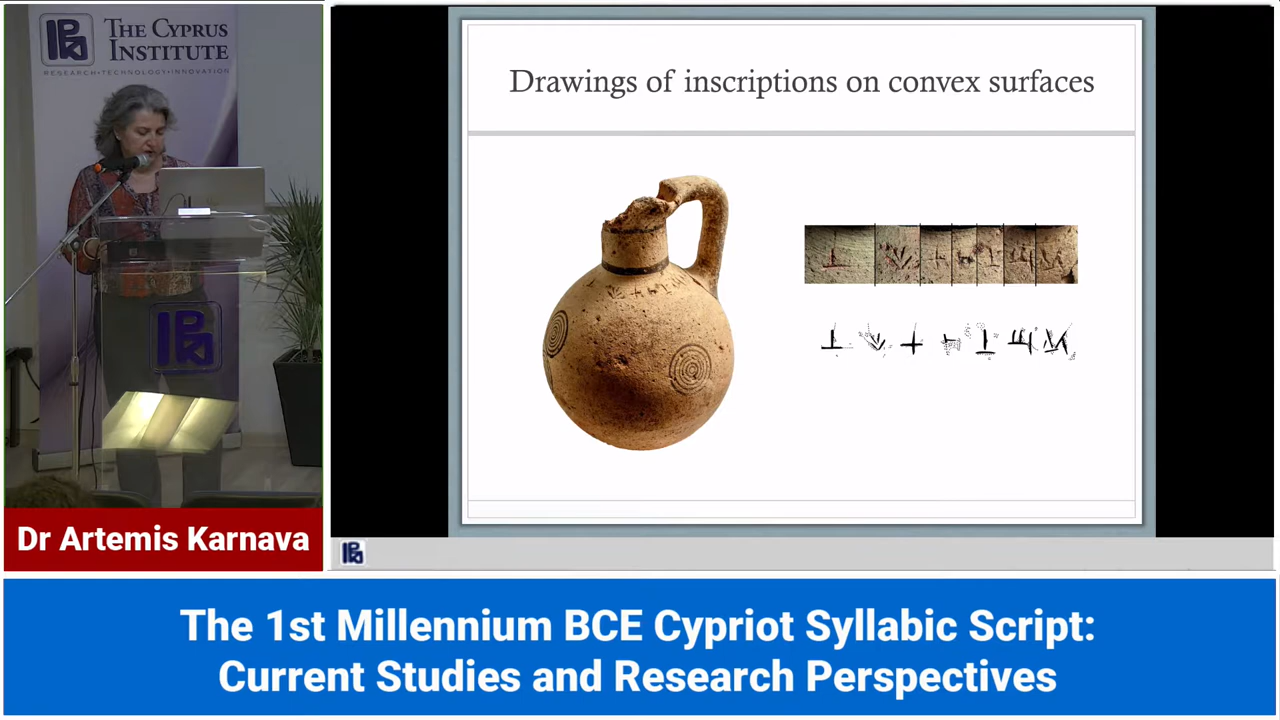 THE CYPRUS
INSTITUTE
RESEARCH•TECHNOLOGY•INNOVATION
Drawings of inscriptions on convex surfaces
Dr Artemis Karnava
The 1st Millennium BCE Cypriot Syllabic Script:
Current Studies and Research Perspectives